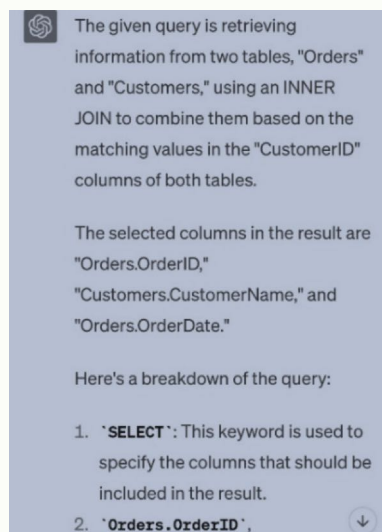 The given query is retrieving
information from two tables, "Orders"
and "Customers," using an INNER
JOIN to combine them based on the
matching values in the "CustomerID"
columns of both tables.
The selected columns in the result are
"Orders.OrderID,"
"Customers.CustomerName," and
"Orders.OrderDate."
Here's a breakdown of the query:
1. `SELECT`: This keyword is used to
specify the columns that should be
included in the result.
2. `Orders.OrderID`,